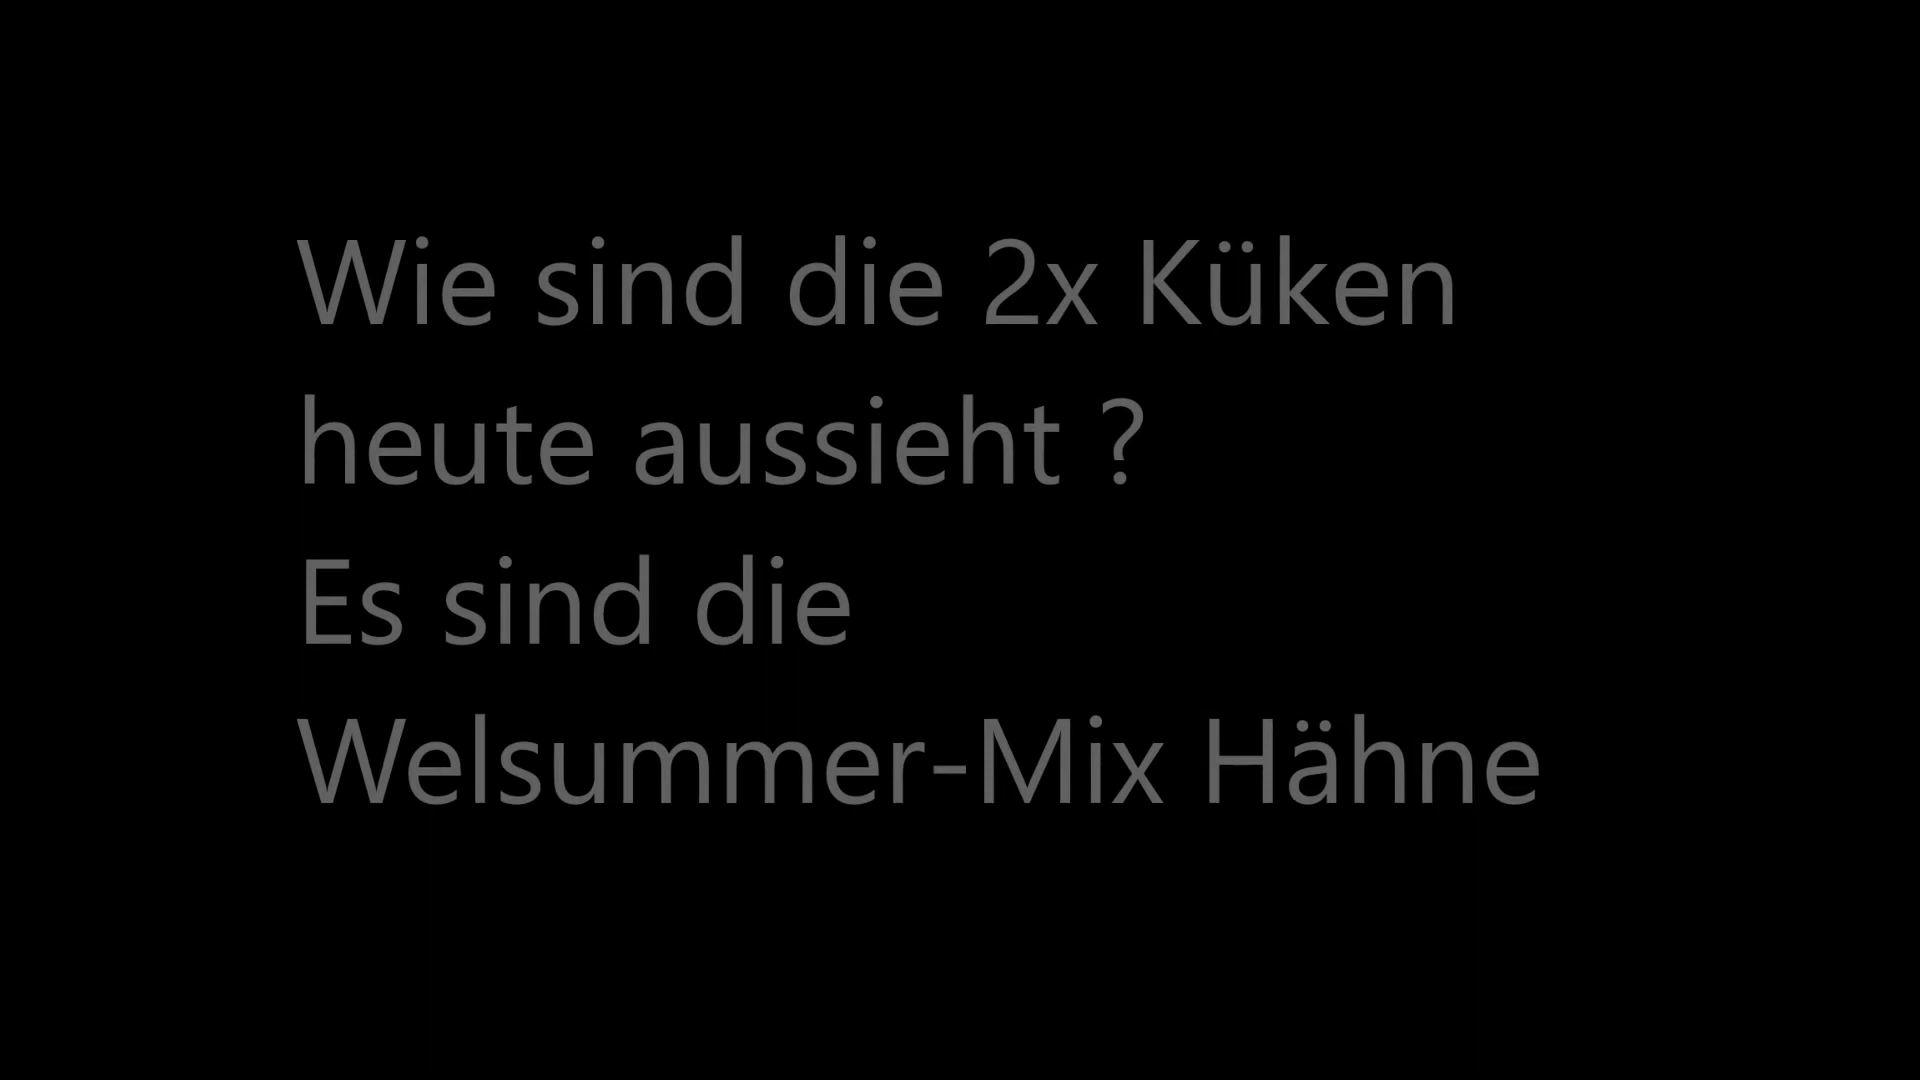 Wie sind die 2x Küken
heute aussieht ?
Es sind die
Welsummer-Mix Hähne